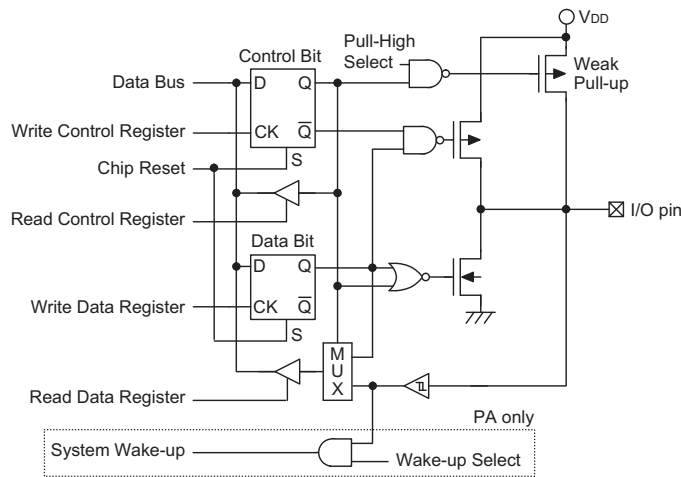 VDD
Control Bit
Pull-High
Select
Weak
Pull-up
Data Bus
D
Q
Write Control Register
CK
Q
S
Chip Reset
Read Control Register
I/O pin
Data Bit
D
Q
Write Data Register
CK
Q
S
M
U
X
Read Data Register
PA only
System Wake-up
Wake-up Select